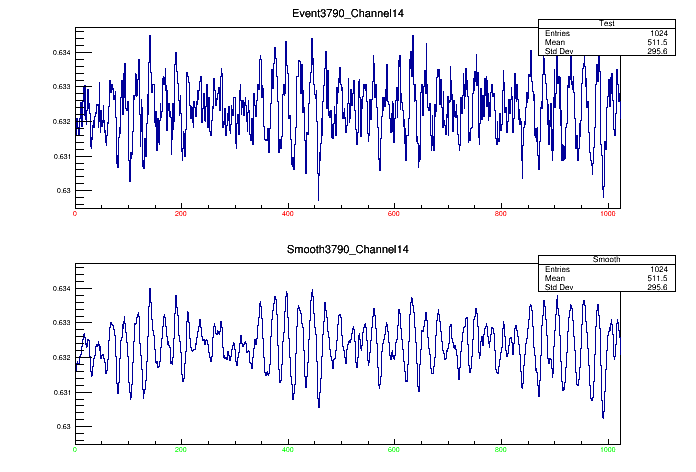 Event3790_Channel14
Test
Entries 1024
Mean 511.5
Std Dev 295.6
0.634
0.633
0.632
0.631
0.63
0 200 400 600 800 1000
Smooth3790_Channel14
Smooth
Entries 1024
Mean 511.5
Std Dev 295.6
0.634
0.633
0.632
0.631
0.63
0 200 400 600 800 1000